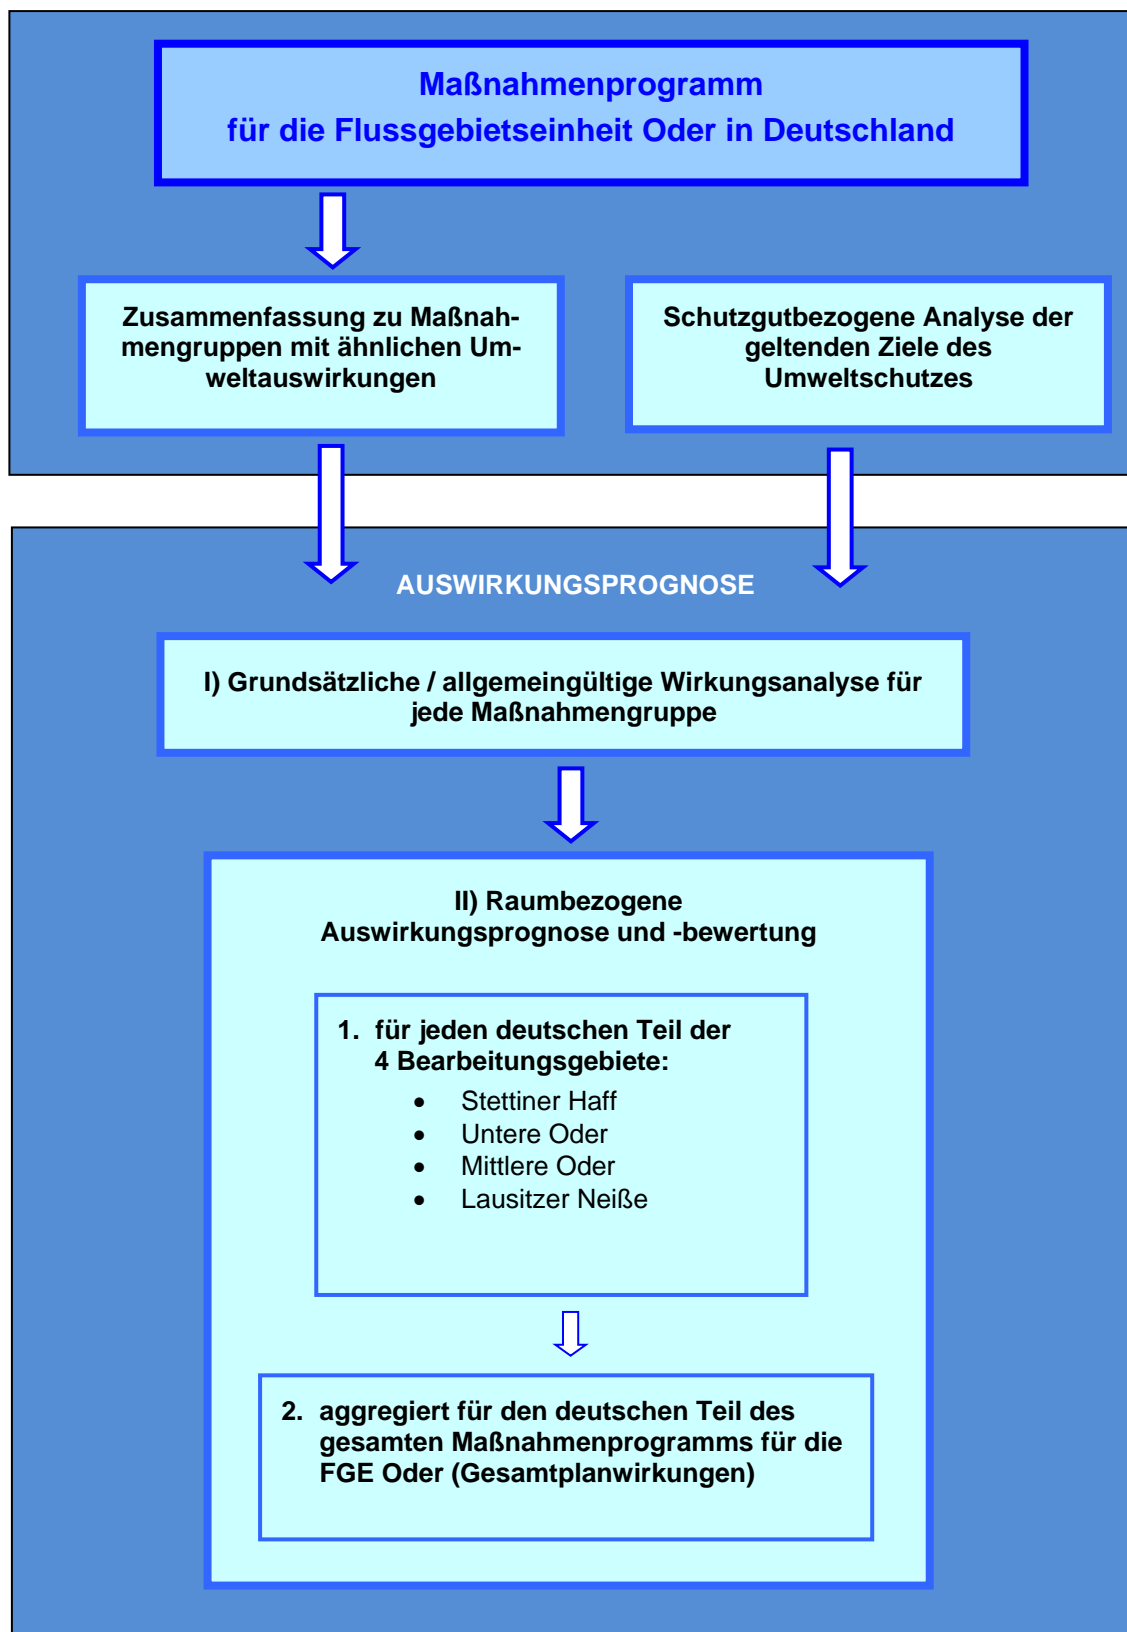 Maßnahmenprogramm
für die Flussgebietseinheit Oder in Deutschland
Zusammenfassung zu Maßnah-
mengruppen mit ähnlichen Um-
weltauswirkungen
Schutzgutbezogene Analyse der
geltenden Ziele des
Umweltschutzes
AUSWIRKUNGSPROGNOSE
I) Grundsätzliche / allgemeingültige Wirkungsanalyse für
jede Maßnahmengruppe
II) Raumbezogene
Auswirkungsprognose und -bewertung
1. für jeden deutschen Teil der
4 Bearbeitungsgebiete:
• Stettiner Haff
• Untere Oder
• Mittlere Oder
• Lausitzer Neiße
2. aggregiert für den deutschen Teil des
gesamten Maßnahmenprogramms für die
FGE Oder (Gesamtplanwirkungen)